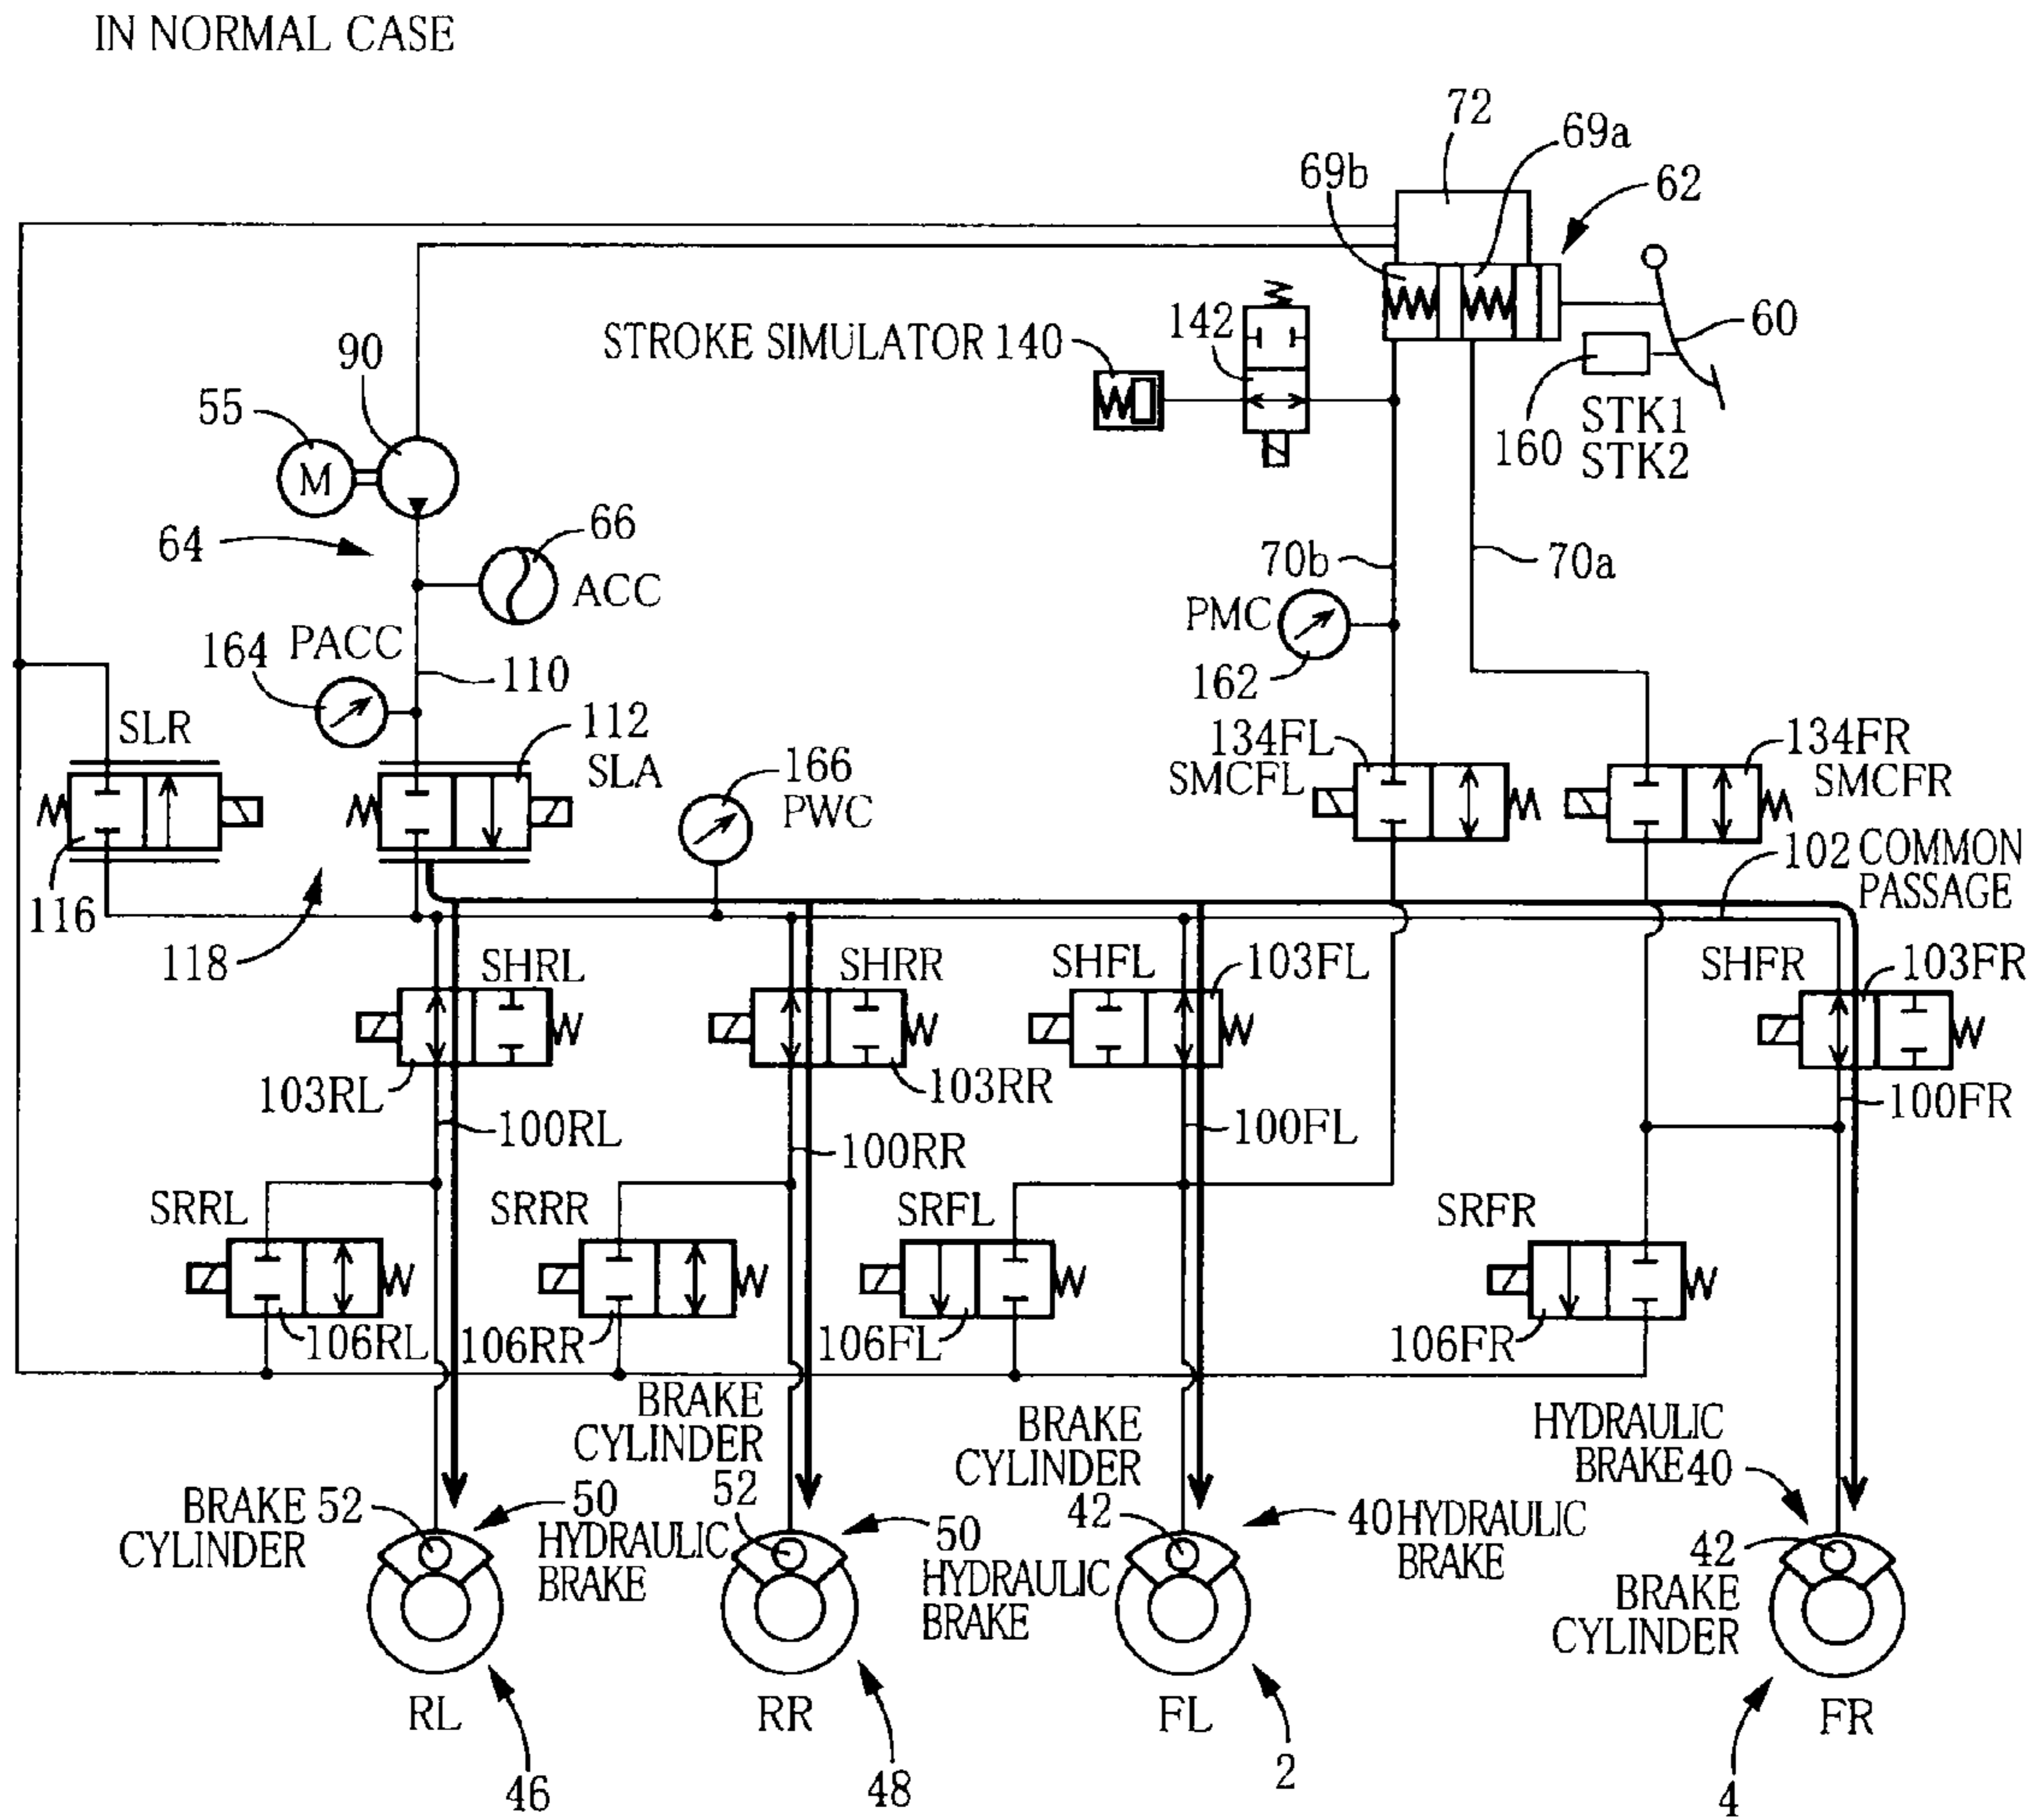 IN NORMAL CASE
72
69a
69b
62
STROKE SIMULATOR 140
142
60
90
55
M
STK1
160 STK2
64
66
ACC
70b
70a
PMC
162
PACC
164
110
SLR
112
SLA
166
PWC
134FL
SMCFL
134FR
SMCFR
102 COMMON
PASSAGE
116
118
SHRL
SHRR
SHFL
103FL
SHFR
103FR
103RL
103RR
100FR
100RL
100RR
100FL
SRRL
SRRR
SRFL
SRFR
106RL
106RR
106FL
106FR
BRAKE
CYLINDER
52
BRAKE
CYLINDER
42
HYDRAULIC
BRAKE 40
BRAKE 52
CYLINDER
50
HYDRAULIC
BRAKE
50
HYDRAULIC
BRAKE
40 HYDRAULIC
BRAKE
42
BRAKE
CYLINDER
RL
RR
FL
FR
46
48
2
4